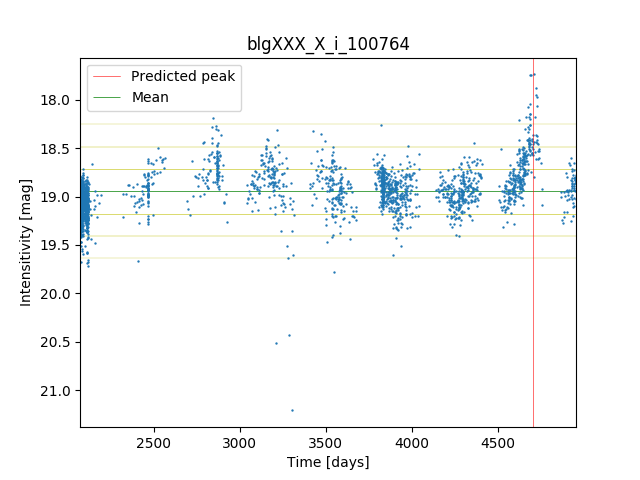 blgXXX_X_i_100764
Predicted peak
Mean
18.0
18.5
19.0
19.5
20.0
20.5
21.0
Intensitivity [mag]
2500 3000 3500 4000 4500
Time [days]